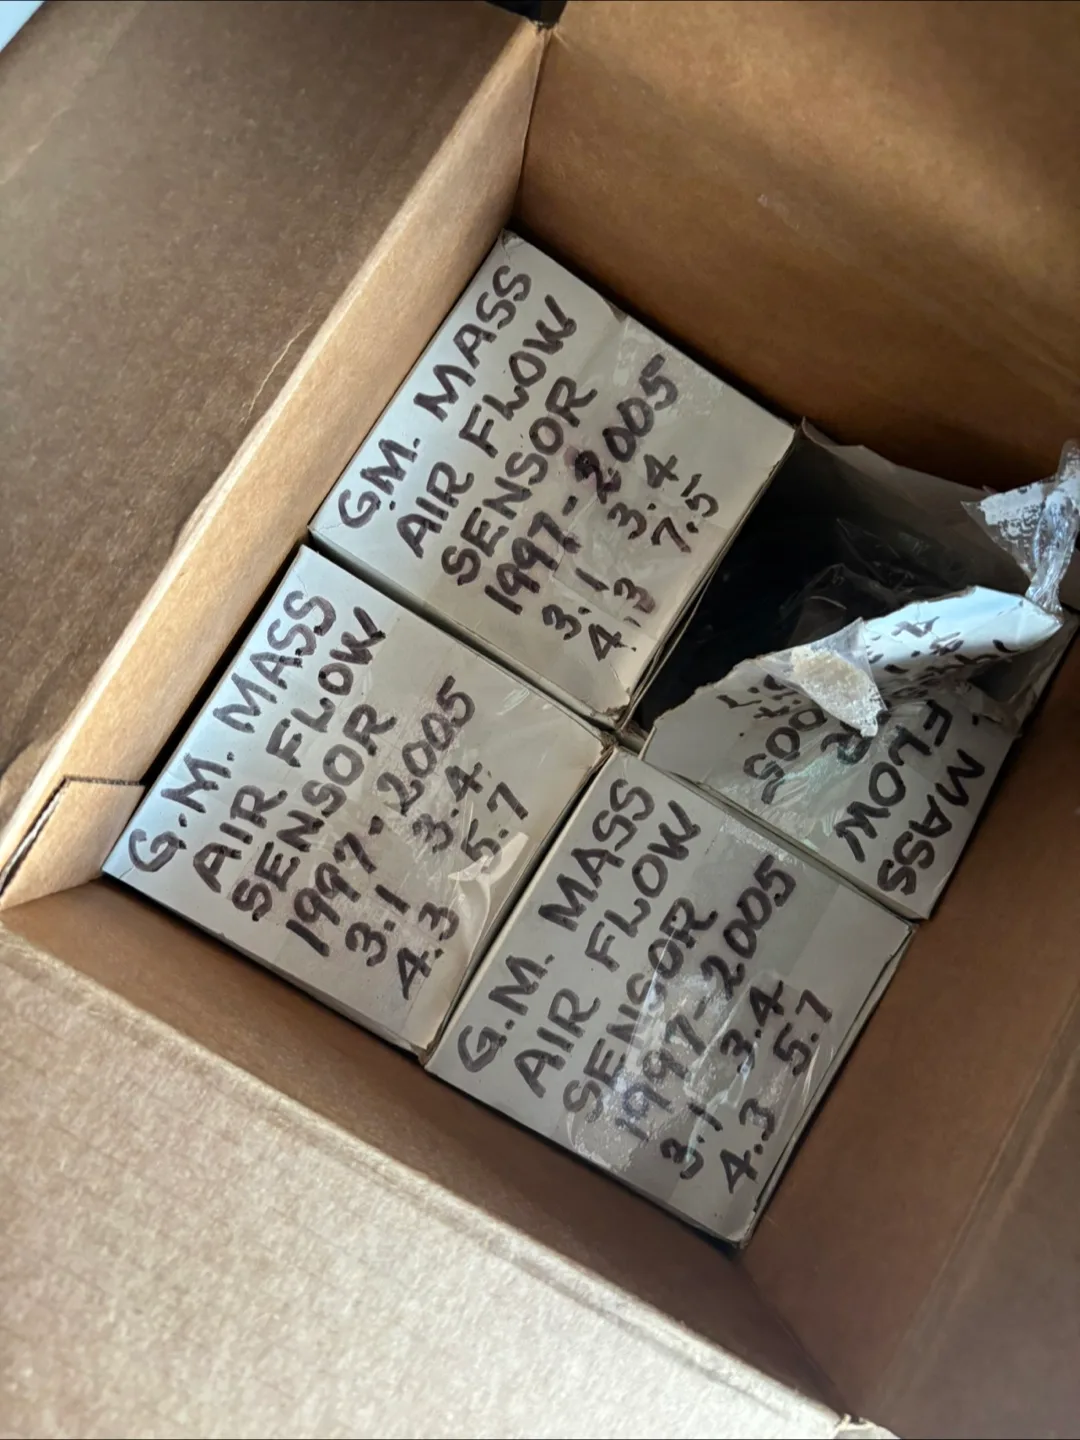 G.M. MASS
AIR FLOW
SENSOR
1997-2005
3.1 3.4
4.3 7.5
G.M. MASS
AIR FLOW
SENSOR
1997-2005
3.1 3.4
4.3 5.7
G.M. MASS
AIR FLOW
SENSOR
1997-2005
3.1 3.4
4.3 5.7
MASS
FLOW